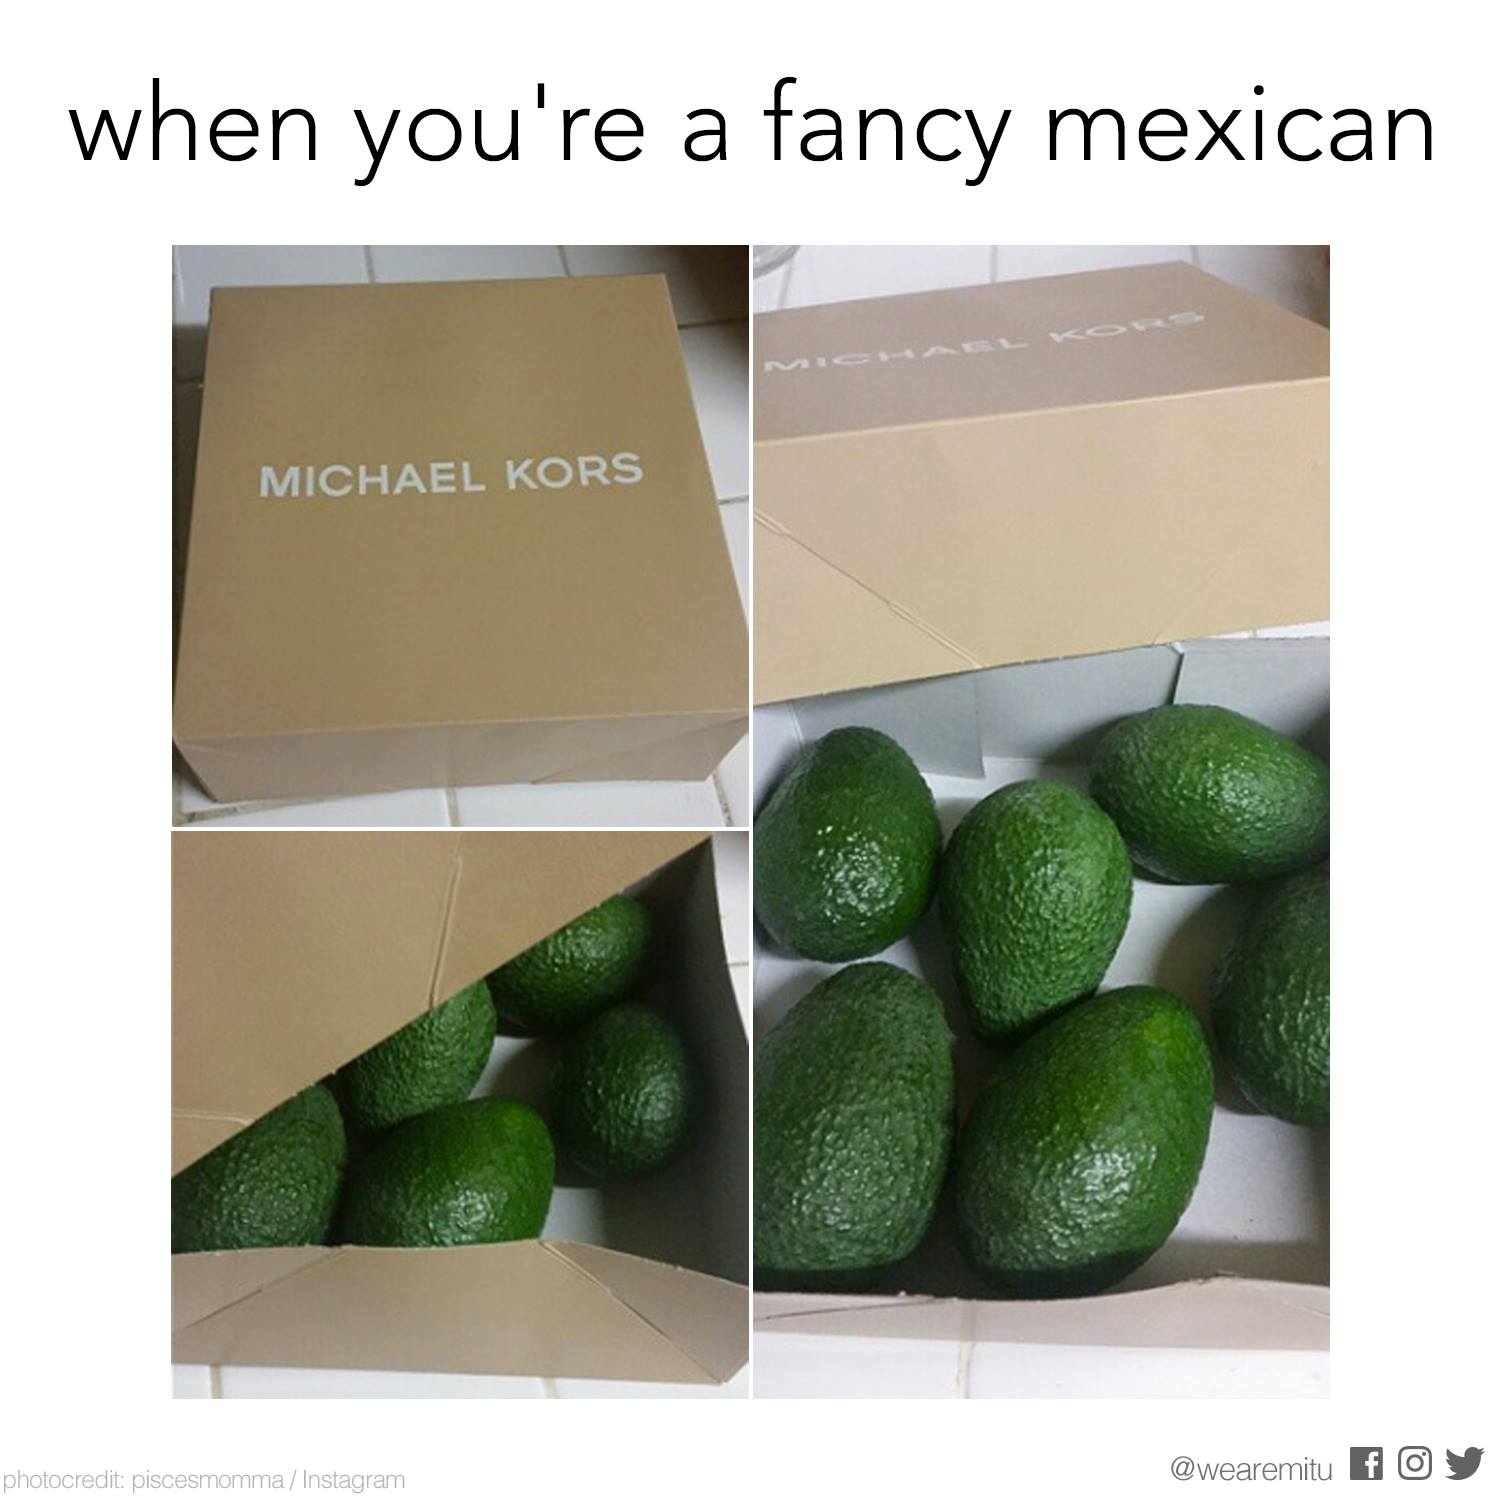 when you're a fancy mexican
MICHAEL KORS
MICHAEL KORS
photocredit: piscesmomma / Instagram
@wearemitu